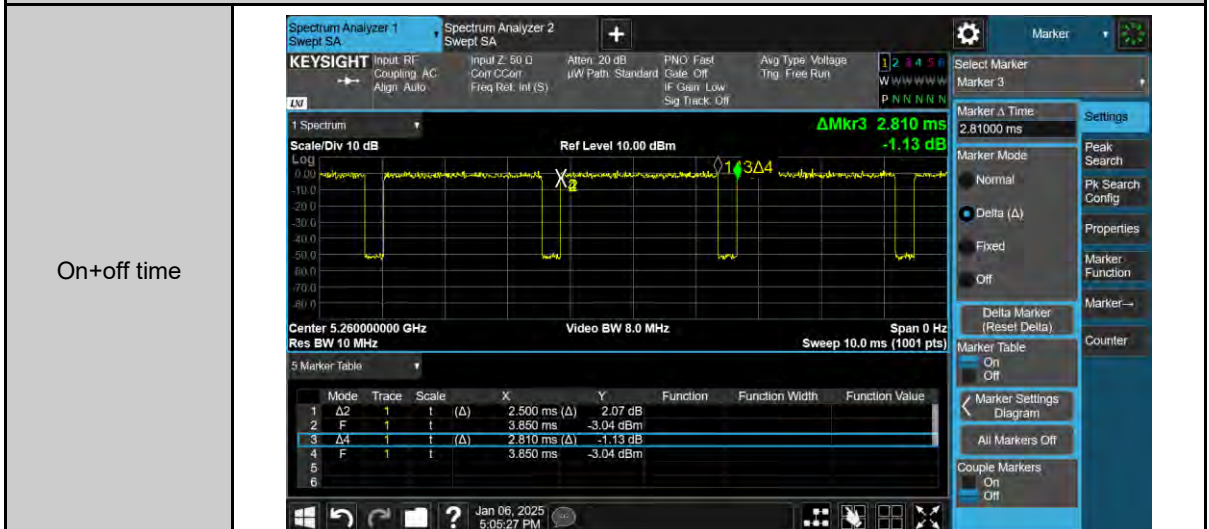 On+off time
Spectrum Analyzer 1
Swept SA
Spectrum Analyzer 2
Swept SA
+
Marker
KEYSIGHT
Input: RF
Coupling: AC
Align: Auto
Input Z: 50 Ω
Corr CCorr
Freq Ref: Int (S)
Atten: 20 dB
µW Path: Standard
PNO: Fast
Gate: Off
IF Gain: Low
Sig Track: Off
Avg Type: Voltage
Trig: Free Run
1 2 3 4 5 6
W W W W W W
P N N N N N
LXI
Select Marker
Marker 3
Marker Δ Time
2.81000 ms
Settings
Marker Mode
Normal
Delta (Δ)
Fixed
Off
Peak
Search
Pk Search
Config
Properties
Marker
Function
Marker→
Counter
Delta Marker
(Reset Delta)
Marker Table
On
Off
Marker Settings
Diagram
All Markers Off
Couple Markers
On
Off
1 Spectrum
ΔMkr3 2.810 ms
-1.13 dB
Scale/Div 10 dB
Ref Level 10.00 dBm
Log
0.00
-10.0
-20.0
-30.0
-40.0
-50.0
-60.0
-70.0
-80.0
3Δ4
Center 5.260000000 GHz
Video BW 8.0 MHz
Span 0 Hz
Res BW 10 MHz
Sweep 10.0 ms (1001 pts)
5 Marker Table
Mode Trace Scale X Y Function Function Width Function Value
1 Δ2 1 t (Δ) 2.500 ms (Δ) 2.07 dB
2 F 1 t 3.850 ms -3.04 dBm
3 Δ4 1 t (Δ) 2.810 ms (Δ) -1.13 dB
4 F 1 t 3.850 ms -3.04 dBm
5
6
?
Jan 06, 2025
5:05:27 PM